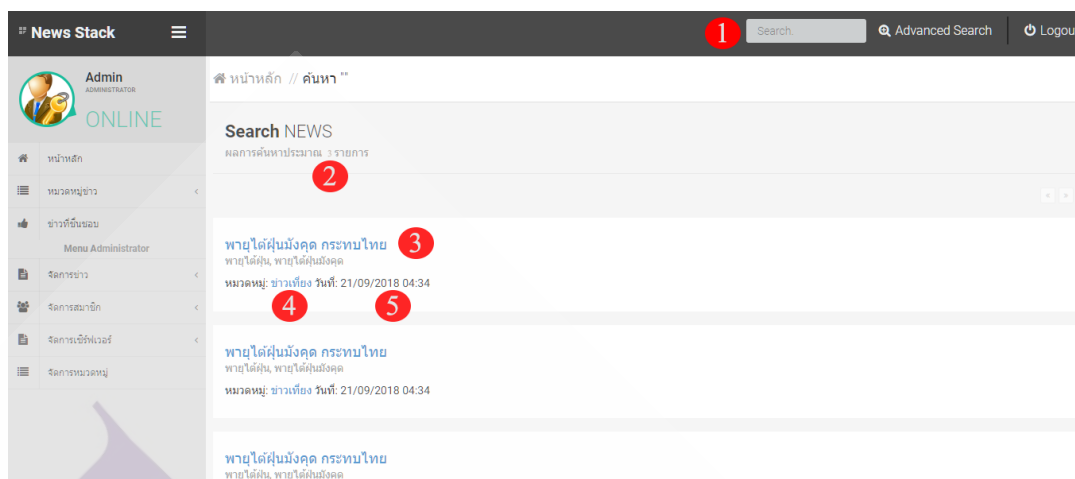 News Stack
1 Search. Advanced Search Logou
Admin
ADMINISTRATOR
ONLINE
หน้าหลัก // ค้นหา ""
Search NEWS
ผลการค้นหาประมาณ 3 รายการ
2
หน้าหลัก
หมวดหมู่ข่าว
ข่าวที่ชื่นชอบ
Menu Administrator
จัดการข่าว
จัดการสมาชิก
จัดการเซิร์ฟเวอร์
จัดการหมวดหมู่
พายุไต้ฝุ่นมังคุด กระทบไทย 3
พายุไต้ฝุ่น, พายุไต้ฝุ่นมังคุด
หมวดหมู่: ข่าวเที่ยง วันที่: 21/09/2018 04:34
4 5
พายุไต้ฝุ่นมังคุด กระทบไทย
พายุไต้ฝุ่น, พายุไต้ฝุ่นมังคุด
หมวดหมู่: ข่าวเที่ยง วันที่: 21/09/2018 04:34
พายุไต้ฝุ่นมังคุด กระทบไทย
พายุไต้ฝุ่น, พายุไต้ฝุ่นมังคุด